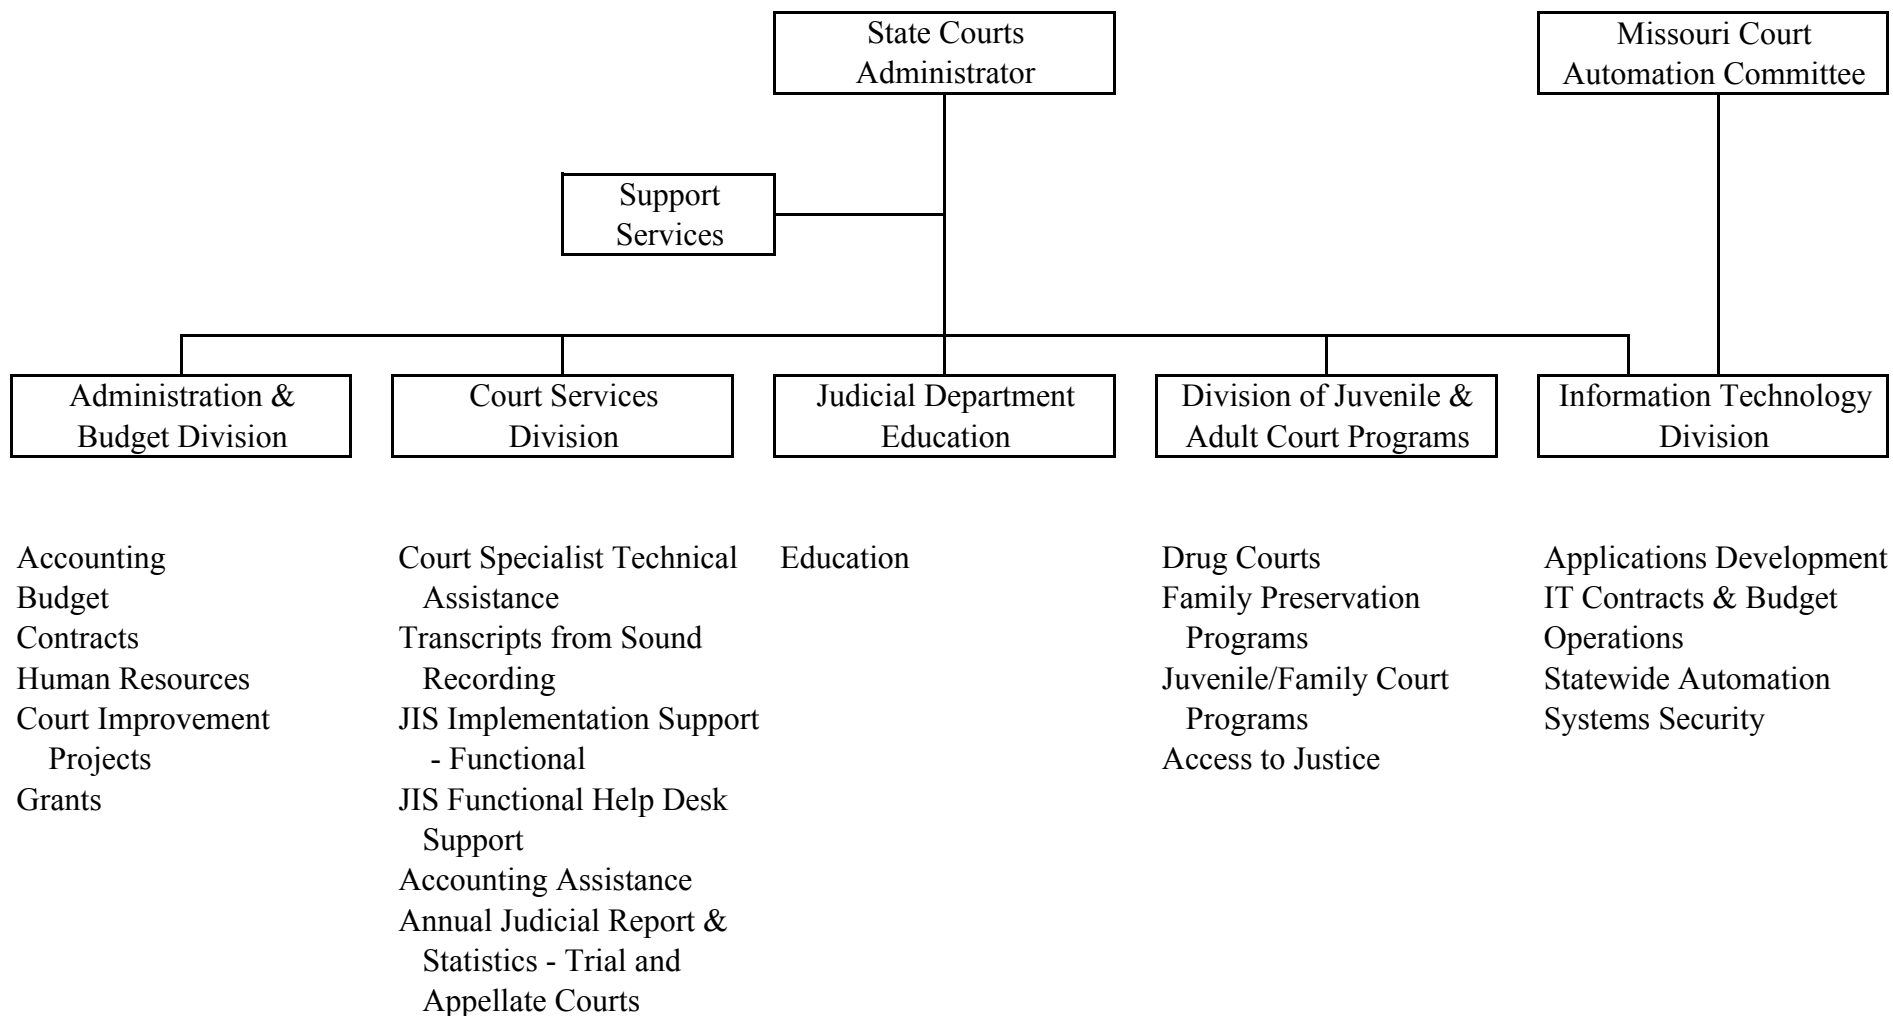 State Courts
Administrator
Missouri Court
Automation Committee
Support
Services
Administration &
Budget Division
Court Services
Division
Judicial Department
Education
Division of Juvenile &
Adult Court Programs
Information Technology
Division
Accounting
Budget
Contracts
Human Resources
Court Improvement
Projects
Grants
Court Specialist Technical
Assistance
Transcripts from Sound
Recording
JIS Implementation Support
- Functional
JIS Functional Help Desk
Support
Accounting Assistance
Annual Judicial Report &
Statistics - Trial and
Appellate Courts
Education
Drug Courts
Family Preservation
Programs
Juvenile/Family Court
Programs
Access to Justice
Applications Development
IT Contracts & Budget
Operations
Statewide Automation
Systems Security